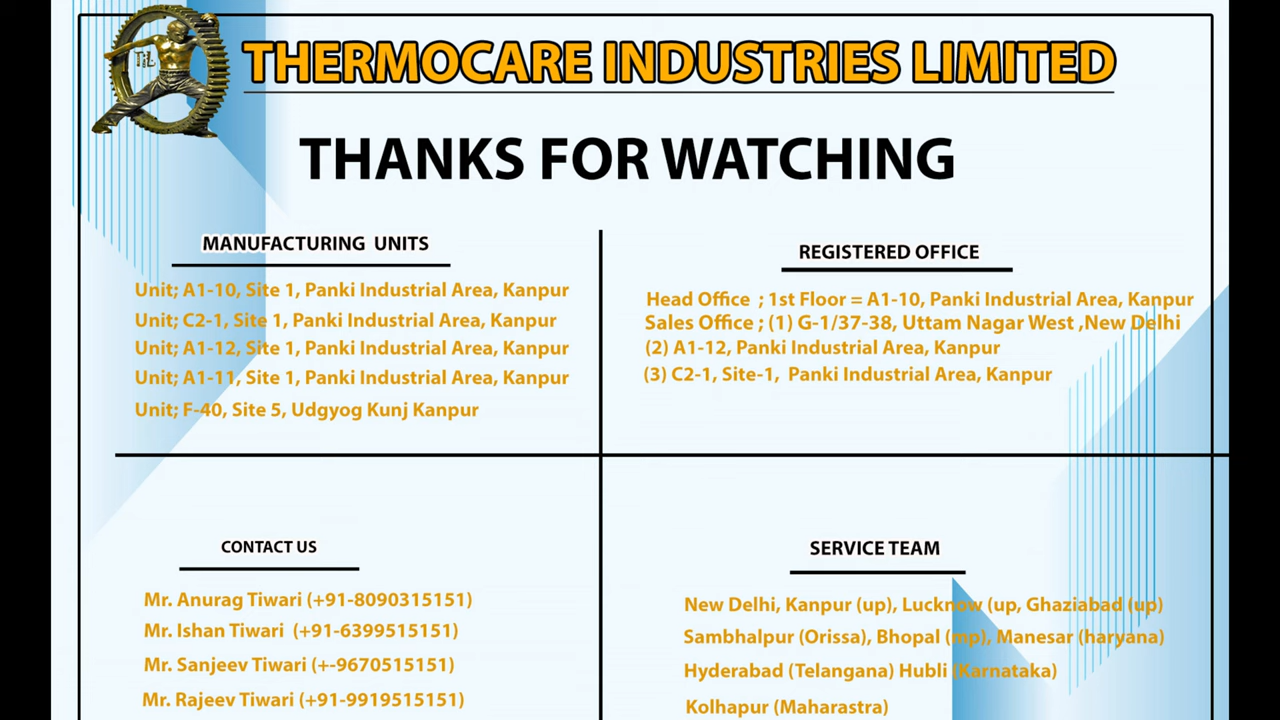 TiL
THERMOCARE INDUSTRIES LIMITED
THANKS FOR WATCHING
MANUFACTURING UNITS
Unit; A1-10, Site 1, Panki Industrial Area, Kanpur
Unit; C2-1, Site 1, Panki Industrial Area, Kanpur
Unit; A1-12, Site 1, Panki Industrial Area, Kanpur
Unit; A1-11, Site 1, Panki Industrial Area, Kanpur
Unit; F-40, Site 5, Udgyog Kunj Kanpur
REGISTERED OFFICE
Head Office ; 1st Floor = A1-10, Panki Industrial Area, Kanpur
Sales Office ; (1) G-1/37-38, Uttam Nagar West ,New Delhi
(2) A1-12, Panki Industrial Area, Kanpur
(3) C2-1, Site-1, Panki Industrial Area, Kanpur
CONTACT US
Mr. Anurag Tiwari (+91-8090315151)
Mr. Ishan Tiwari (+91-6399515151)
Mr. Sanjeev Tiwari (+-9670515151)
Mr. Rajeev Tiwari (+91-9919515151)
SERVICE TEAM
New Delhi, Kanpur (up), Lucknow (up, Ghaziabad (up)
Sambhalpur (Orissa), Bhopal (mp), Manesar (haryana)
Hyderabad (Telangana) Hubli (Karnataka)
Kolhapur (Maharastra)